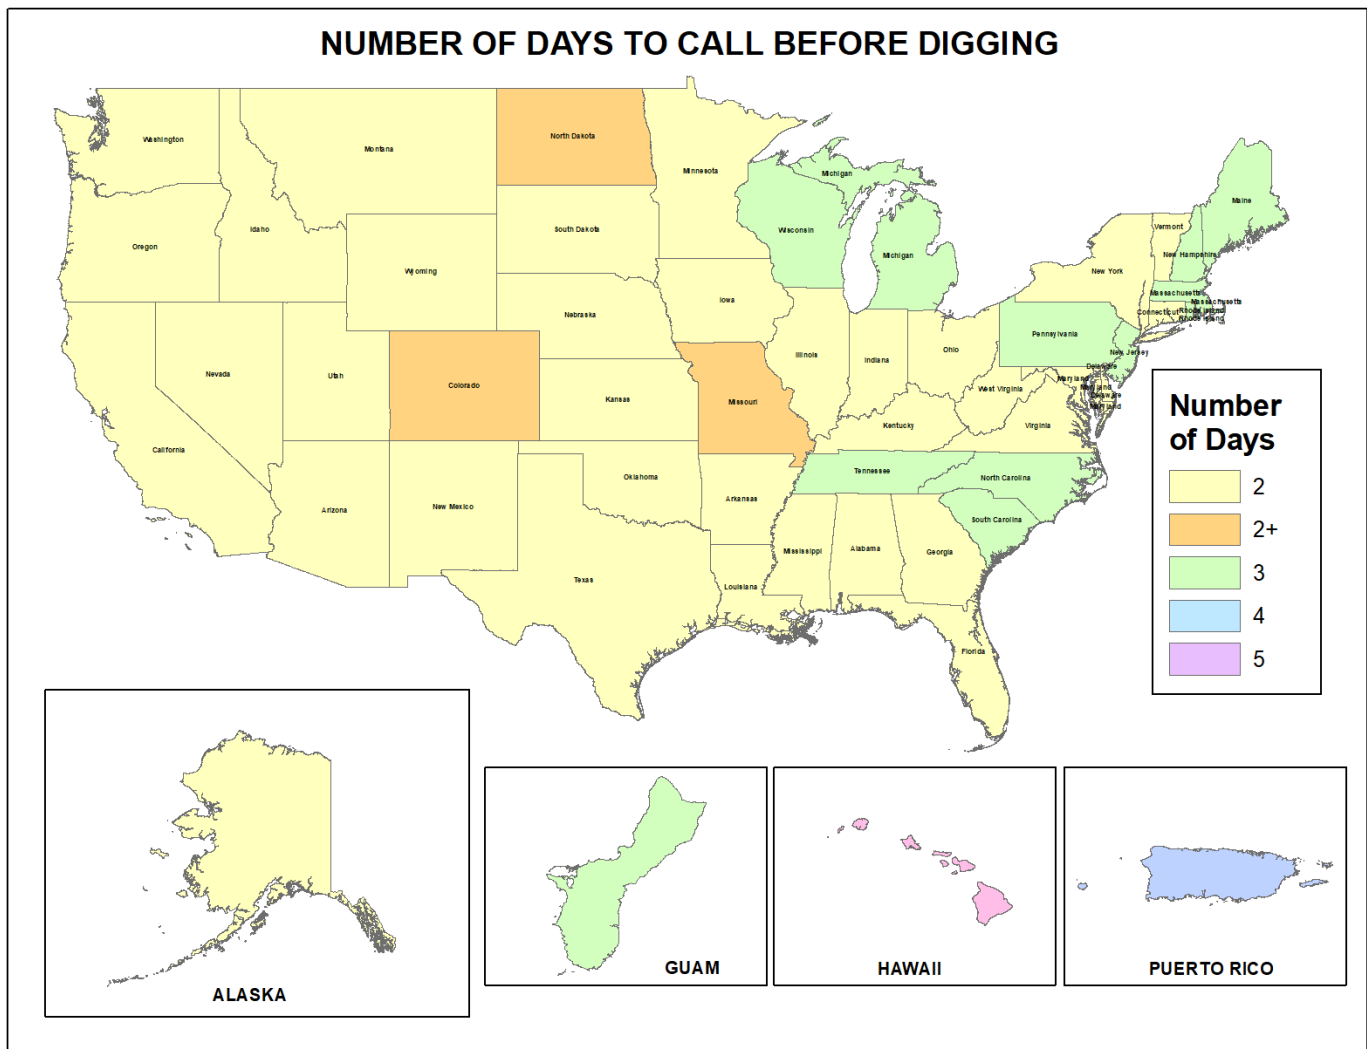 NUMBER OF DAYS TO CALL BEFORE DIGGING
Washington
Montana
North Dakota
Minnesota
Michigan
Maine
Oregon
Idaho
South Dakota
Wisconsin
Vermont
Wyoming
Michigan
New Hampshire
New York
Iowa
Massachusetts
Massachusetts
Rhode Island
Rhode Island
Connecticut
Nebraska
Pennsylvania
Nevada
Utah
Colorado
Illinois
Indiana
Ohio
New Jersey
Delaware
Maryland
Maryland
Delaware
Maryland
West Virginia
Kansas
Missouri
Kentucky
Virginia
California
Oklahoma
Tennessee
North Carolina
Arizona
New Mexico
Arkansas
South Carolina
Mississippi
Alabama
Georgia
Texas
Louisiana
Florida
Number
of Days
2
2+
3
4
5
ALASKA
GUAM
HAWAII
PUERTO RICO